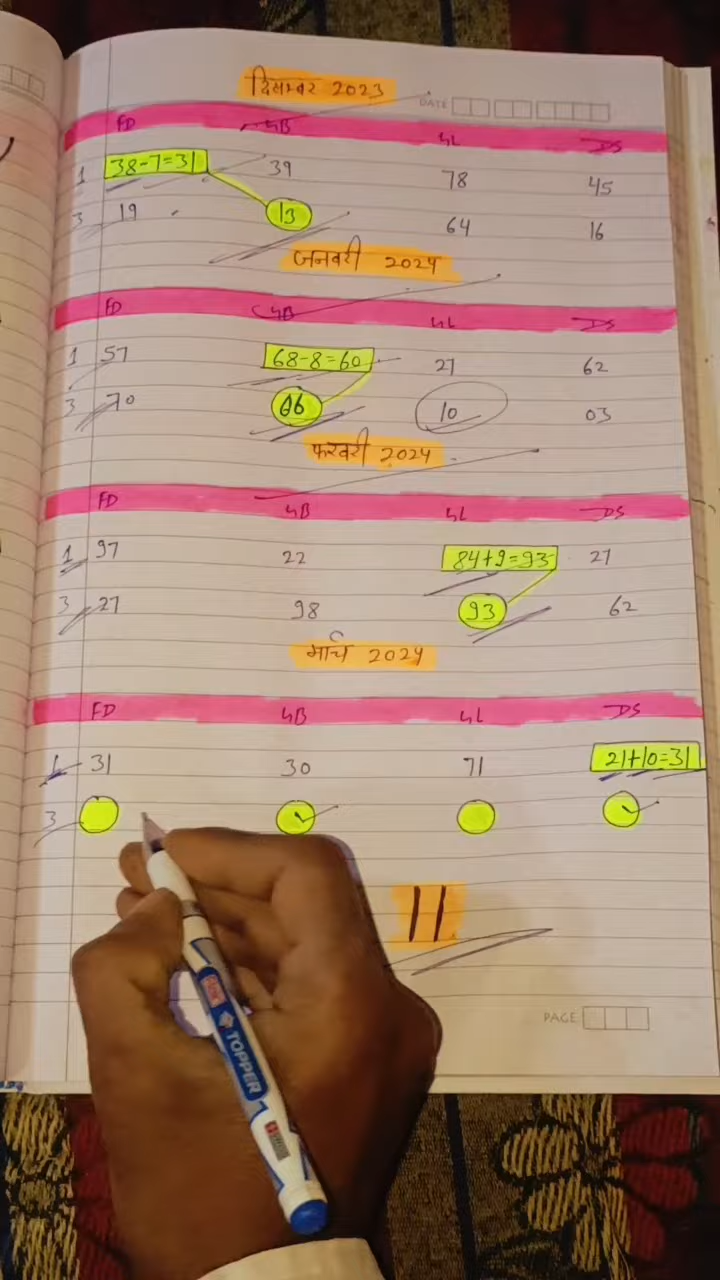 दिसम्बर 2023
DATE
FD GB GL DS
1 38-7=31 39 78 45
3 19 13 64 16
जनवरी 2024
FD GB GL DS
1 57 68-8=60 27 62
3 70 66 10 03
फरवरी 2024
FD GB GL DS
1 97 22 84+9=93 27
3 27 98 93 62
मार्च 2024
FD GB GL DS
1 31 30 71 21+10=31
3
11
PAGE
TOPPER